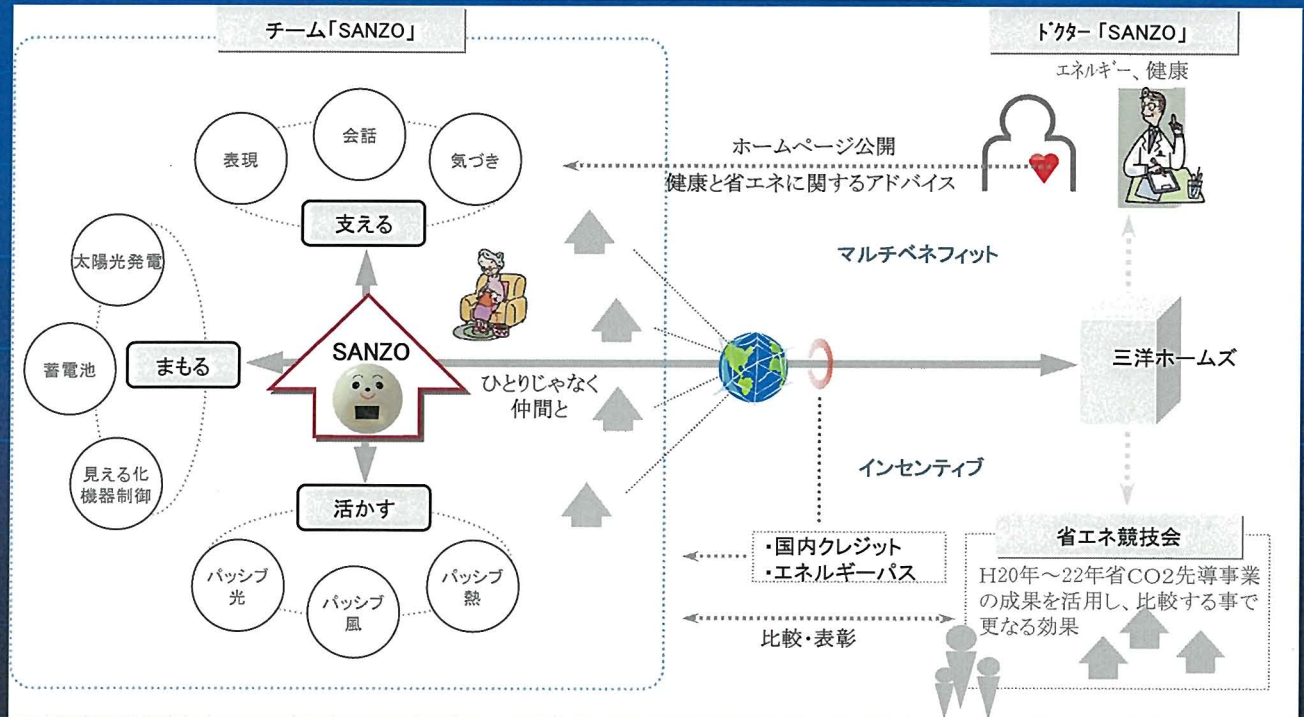 チーム「SANZO」
ドクター「SANZO」
エネルギー、健康
表現
会話
気づき
支える
ホームページ公開
健康と省エネに関するアドバイス
マルチベネフィット
太陽光発電
蓄電池
見える化
機器制御
まもる
SANZO
ひとりじゃなく
仲間と
三洋ホームズ
インセンティブ
活かす
パッシブ
光
パッシブ
風
パッシブ
熱
・国内クレジット
・エネルギーパス
比較・表彰
省エネ競技会
H20年～22年省CO2先導事業
の成果を活用し、比較する事で
更なる効果